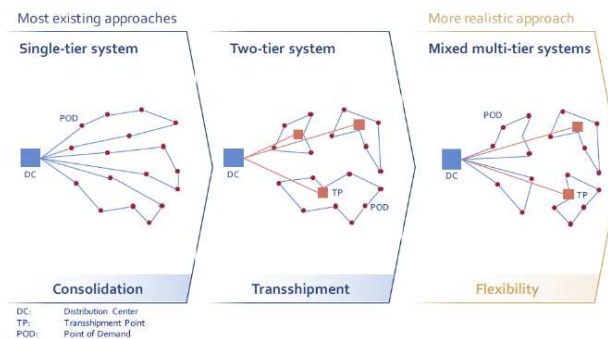 Most existing approaches
More realistic approach
Single-tier system
Two-tier system
Mixed multi-tier systems
POD
DC
DC
TP
POD
POD
DC
TP
Consolidation
Transshipment
Flexibility
DC: Distribution Center
TP: Transshipment Point
POD: Point of Demand